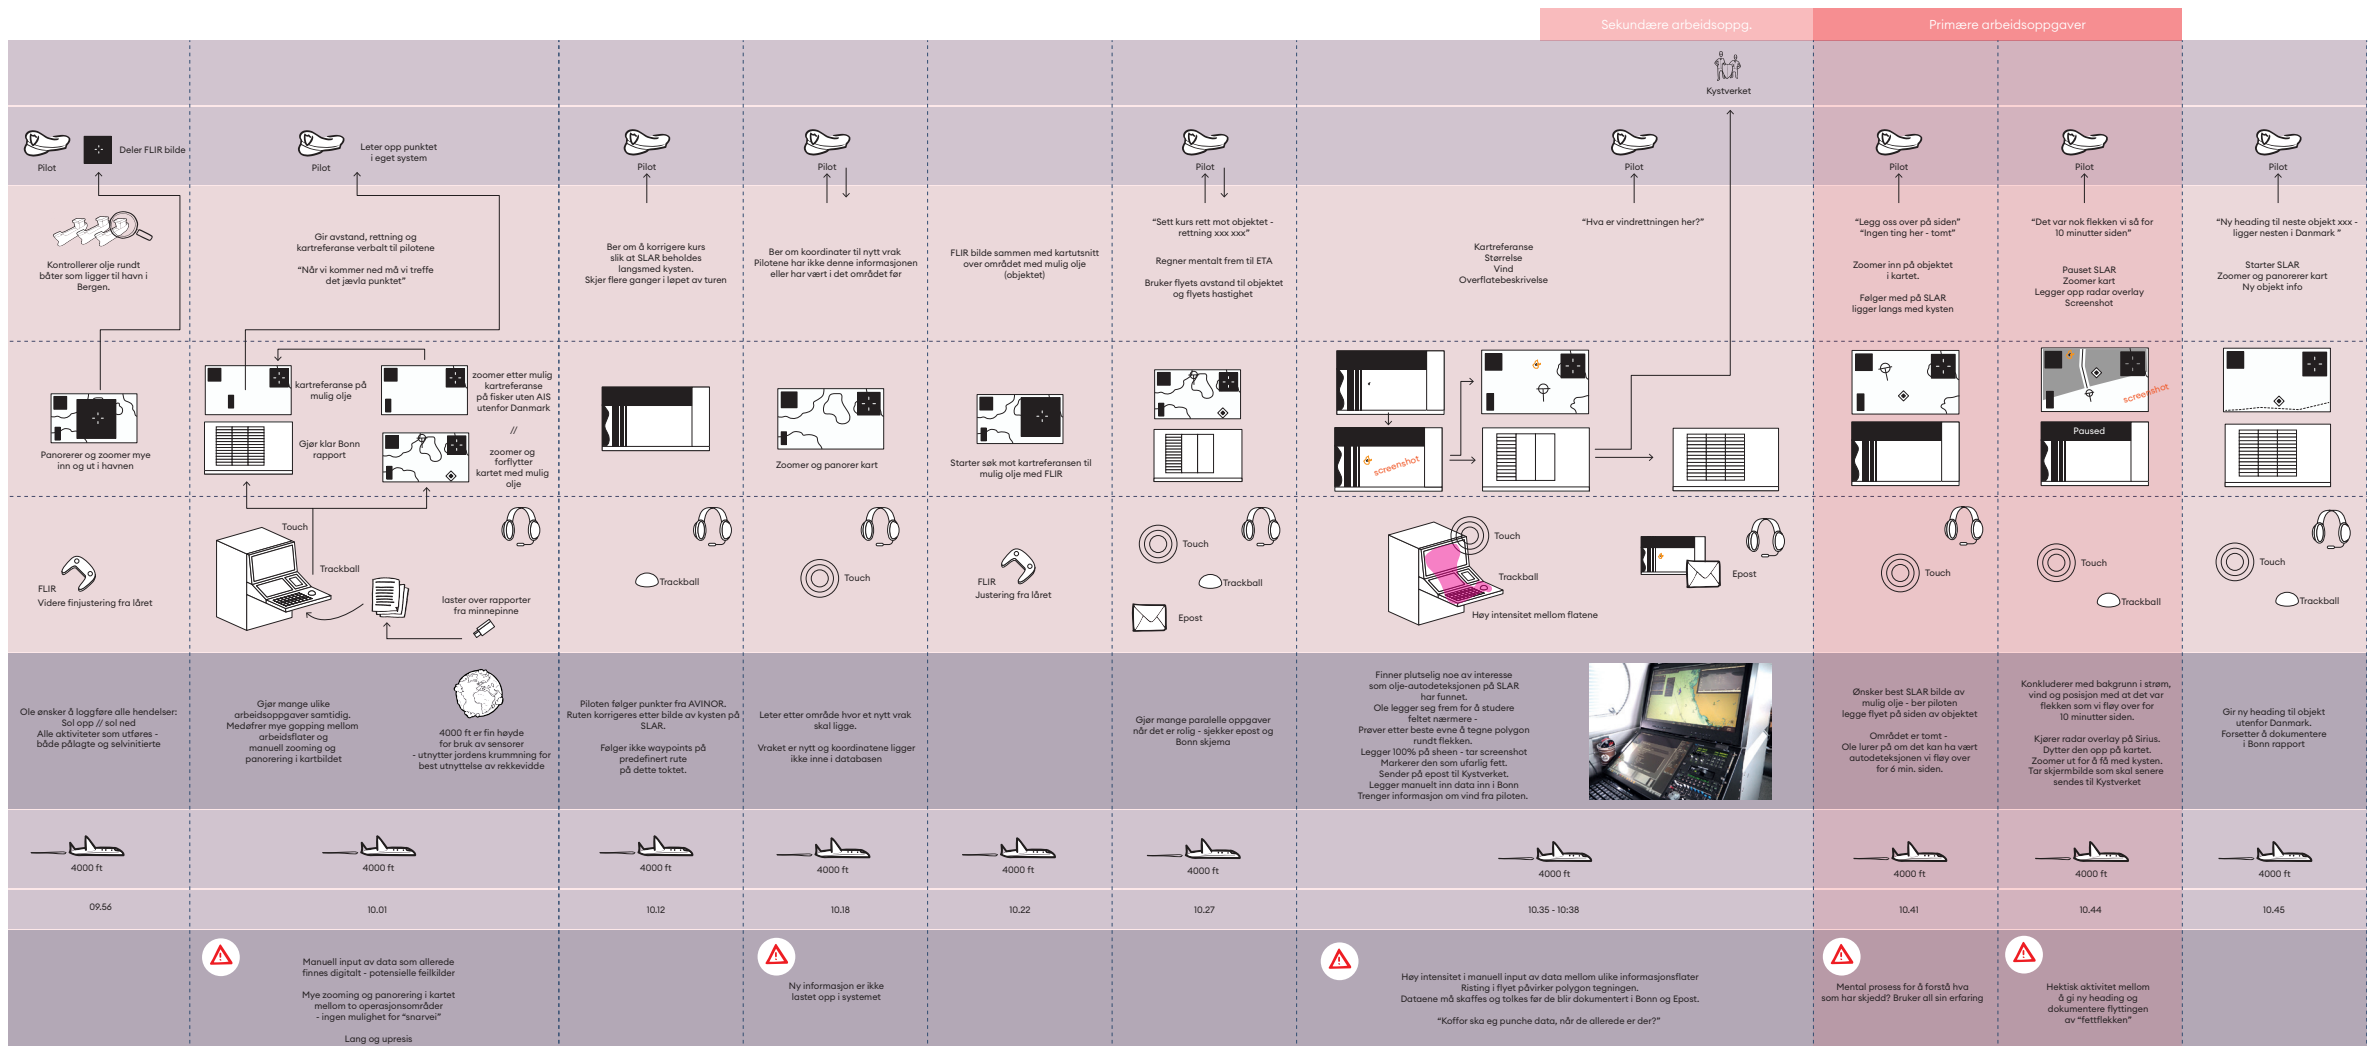 Sekundære arbeidsoppg.
Primære arbeidsoppgaver
Kystverket
Pilot
Deler FLIR bilde
Pilot
Leter opp punktet
i eget system
Pilot
Pilot
Pilot
Pilot
Pilot
Pilot
Pilot
Kontrollerer olje rundt
båter som ligger til havn i
Bergen.
Gir avstand, rettning og
kartreferanse verbalt til pilotene
“Når vi kommer ned må vi treffe
det jævla punktet”
Ber om å korrigere kurs
slik at SLAR beholdes
langsmed kysten.
Skjer flere ganger i løpet av turen
Ber om koordinater til nytt vrak
Pilotene har ikke denne informasjonen
eller har vært i det området før
FLIR bilde sammen med kartutsnitt
over området med mulig olje
(objektet)
“Sett kurs rett mot objektet -
rettning xxx xxx”
Regner mentalt frem til ETA
Bruker flyets avstand til objektet
og flyets hastighet
Kartreferanse
Størrelse
Vind
Overflatebeskrivelse
“Hva er vindrettningen her?”
“Legg oss over på siden”
“Ingen ting her - tomt”
Zoomer inn på objektet
i kartet.
Følger med på SLAR
ligger langs med kysten
“Det var nok flekken vi så for
10 minutter siden”
Pauset SLAR
Zoomer kart
Legger opp radar overlay
Screenshot
“Ny heading til neste objekt xxx -
ligger nesten i Danmark ”
Starter SLAR
Zoomer og panorerer kart
Ny objekt info
Panorerer og zoomer mye
inn og ut i havnen
kartreferanse på
mulig olje
Gjør klar Bonn
rapport
zoomer etter mulig
kartreferanse
på fisker uten AIS
utenfor Danmark
//
zoomer og
forflytter
kartet med mulig
olje
Zoomer og panorer kart
Starter søk mot kartreferansen til
mulig olje med FLIR
screenshot
screenshot
Paused
FLIR
Videre finjustering fra låret
Touch
Trackball
laster over rapporter
fra minnepinne
Trackball
Touch
FLIR
Justering fra låret
Touch
Trackball
Epost
Touch
Trackball
Høy intensitet mellom flatene
Epost
Touch
Touch
Trackball
Touch
Trackball
Ole ønsker å loggføre alle hendelser:
Sol opp // sol ned
Alle aktiviteter som utføres -
både pålagte og selvinitierte
Gjør mange ulike
arbeidsoppgaver samtidig.
Medøfrer mye gopping mellom
arbeidsflater og
manuell zooming og
panorering i kartbildet
4000 ft er fin høyde
for bruk av sensorer
- utnytter jordens krummning for
best utnyttelse av rekkevidde
Piloten følger punkter fra AVINOR.
Ruten korrigeres etter bilde av kysten på
SLAR.
Følger ikke waypoints på
predefinert rute
på dette toktet.
Leter etter område hvor et nytt vrak
skal ligge.
Vraket er nytt og koordinatene ligger
ikke inne i databasen
Gjør mange paralelle oppgaver
når det er rolig - sjekker epost og
Bonn skjema
Finner plutselig noe av interesse
som olje-autodeteksjonen på SLAR
har funnet.
Ole legger seg frem for å studere
feltet nærmere -
Prøver etter beste evne å tegne polygon
rundt flekken.
Legger 100% på sheen - tar screenshot
Markerer den som ufarlig fett.
Sender på epost til Kystverket.
Legger manuelt inn data inn i Bonn
Trenger informasjon om vind fra piloten.
Ønsker best SLAR bilde av
mulig olje - ber piloten
legge flyet på siden av objektet
Området er tomt -
Ole lurer på om det kan ha vært
autodeteksjonen vi fløy over
for 6 min. siden.
Konkluderer med bakgrunn i strøm,
vind og posisjon med at det var
flekken som vi fløy over for
10 minutter siden.
Kjører radar overlay på Sirius.
Dytter den opp på kartet.
Zoomer ut for å få med kysten.
Tar skjermbilde som skal senere
sendes til Kystverket
Gir ny heading til objekt
utenfor Danmark.
Forsetter å dokumentere
i Bonn rapport
4000 ft
4000 ft
4000 ft
4000 ft
4000 ft
4000 ft
4000 ft
4000 ft
4000 ft
4000 ft
09.56
10.01
10.12
10.18
10.22
10.27
10.35 - 10:38
10.41
10.44
10.45
Manuell input av data som allerede
finnes digitalt - potensielle feilkilder
Mye zooming og panorering i kartet
mellom to operasjonsområder
- ingen mulighet for “snarvei”
Lang og upresis
Ny informasjon er ikke
lastet opp i systemet
Høy intensitet i manuell input av data mellom ulike informasjonsflater
Risting i flyet påvirker polygon tegningen.
Dataene må skaffes og tolkes før de blir dokumentert i Bonn og Epost.
“Koffor ska eg punche data, når de allerede er der?”
Mental prosess for å forstå hva
som har skjedd? Bruker all sin erfaring
Hektisk aktivitet mellom
å gi ny heading og
dokumentere flyttingen
av “fettflekken”